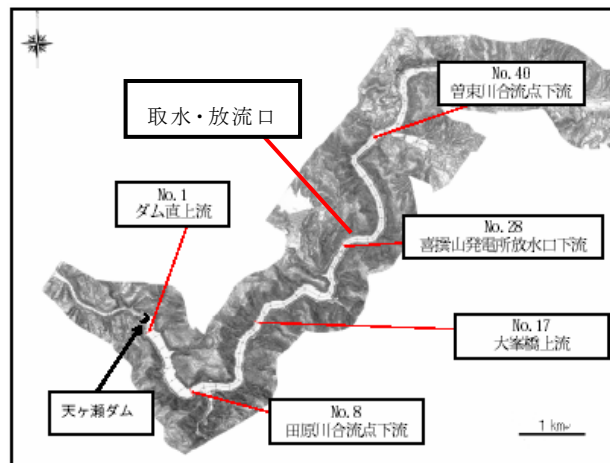 No.40
曽束川合流点下流
取水・放流口
No.1
ダム直上流
No.28
喜撰山発電所放水口下流
No.17
大峯橋上流
天ヶ瀬ダム
No.8
田原川合流点下流
1 km